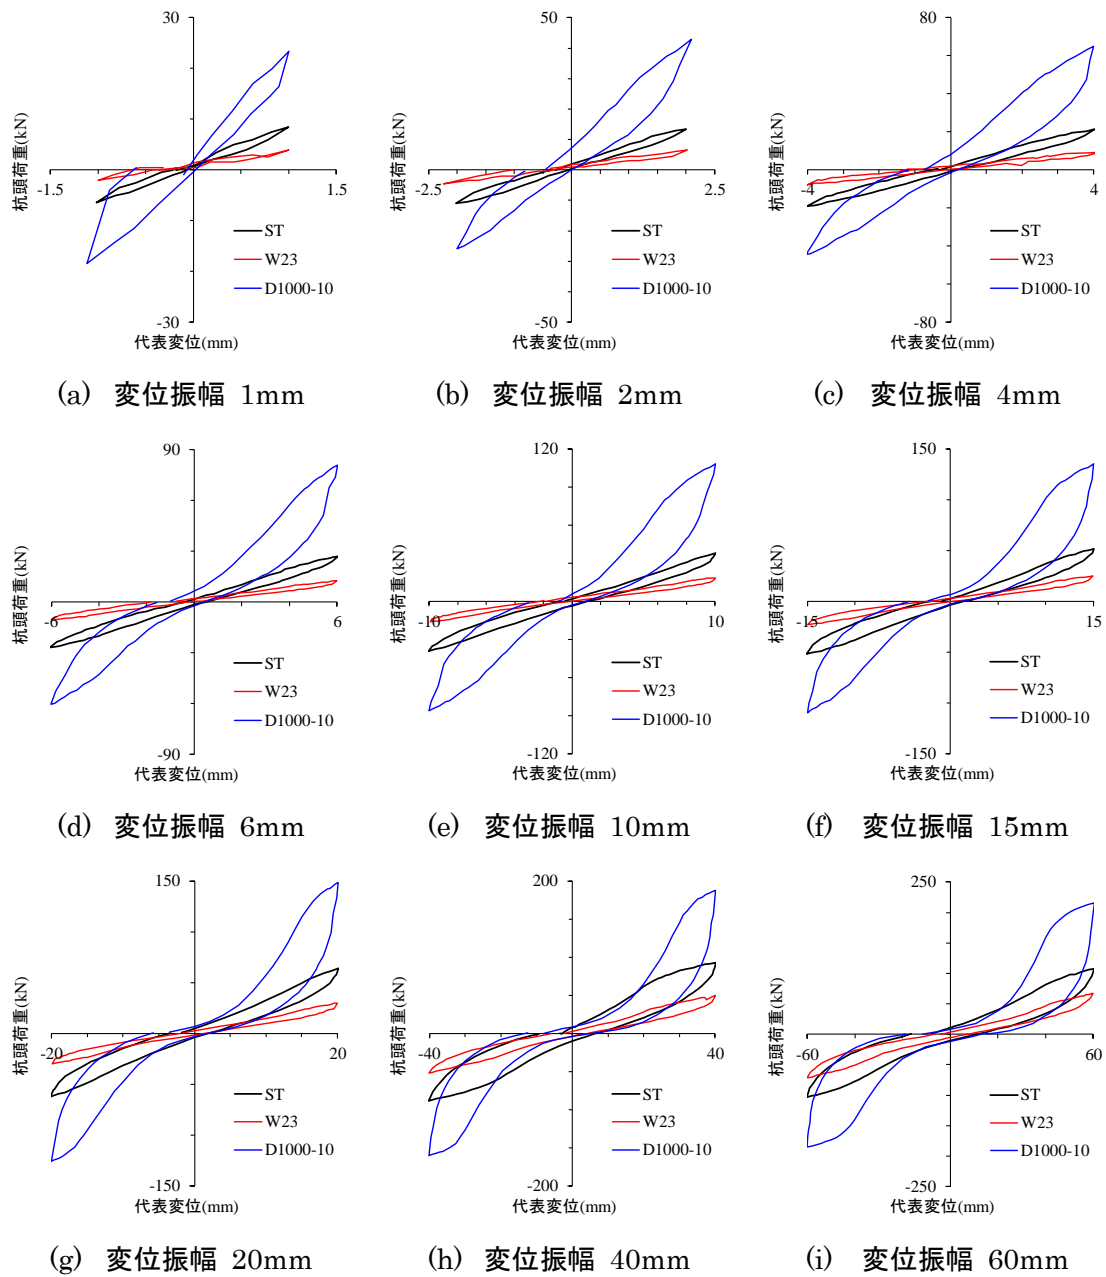 30
杭頭荷重(kN)
-1.5
1.5
ST
W23
D1000-10
-30
代表変位(mm)
(a) 変位振幅 1mm
50
杭頭荷重(kN)
-2.5
2.5
ST
W23
D1000-10
-50
代表変位(mm)
(b) 変位振幅 2mm
80
杭頭荷重(kN)
-4
4
ST
W23
D1000-10
-80
代表変位(mm)
(c) 変位振幅 4mm
90
杭頭荷重(kN)
-6
6
ST
W23
D1000-10
-90
代表変位(mm)
(d) 変位振幅 6mm
120
杭頭荷重(kN)
-10
10
ST
W23
D1000-10
-120
代表変位(mm)
(e) 変位振幅 10mm
150
杭頭荷重(kN)
-15
15
ST
W23
D1000-10
-150
代表変位(mm)
(f) 変位振幅 15mm
150
杭頭荷重(kN)
-20
20
ST
W23
D1000-10
-150
代表変位(mm)
(g) 変位振幅 20mm
200
杭頭荷重(kN)
-40
40
ST
W23
D1000-10
-200
代表変位(mm)
(h) 変位振幅 40mm
250
杭頭荷重(kN)
-60
60
ST
W23
D1000-10
-250
代表変位(mm)
(i) 変位振幅 60mm